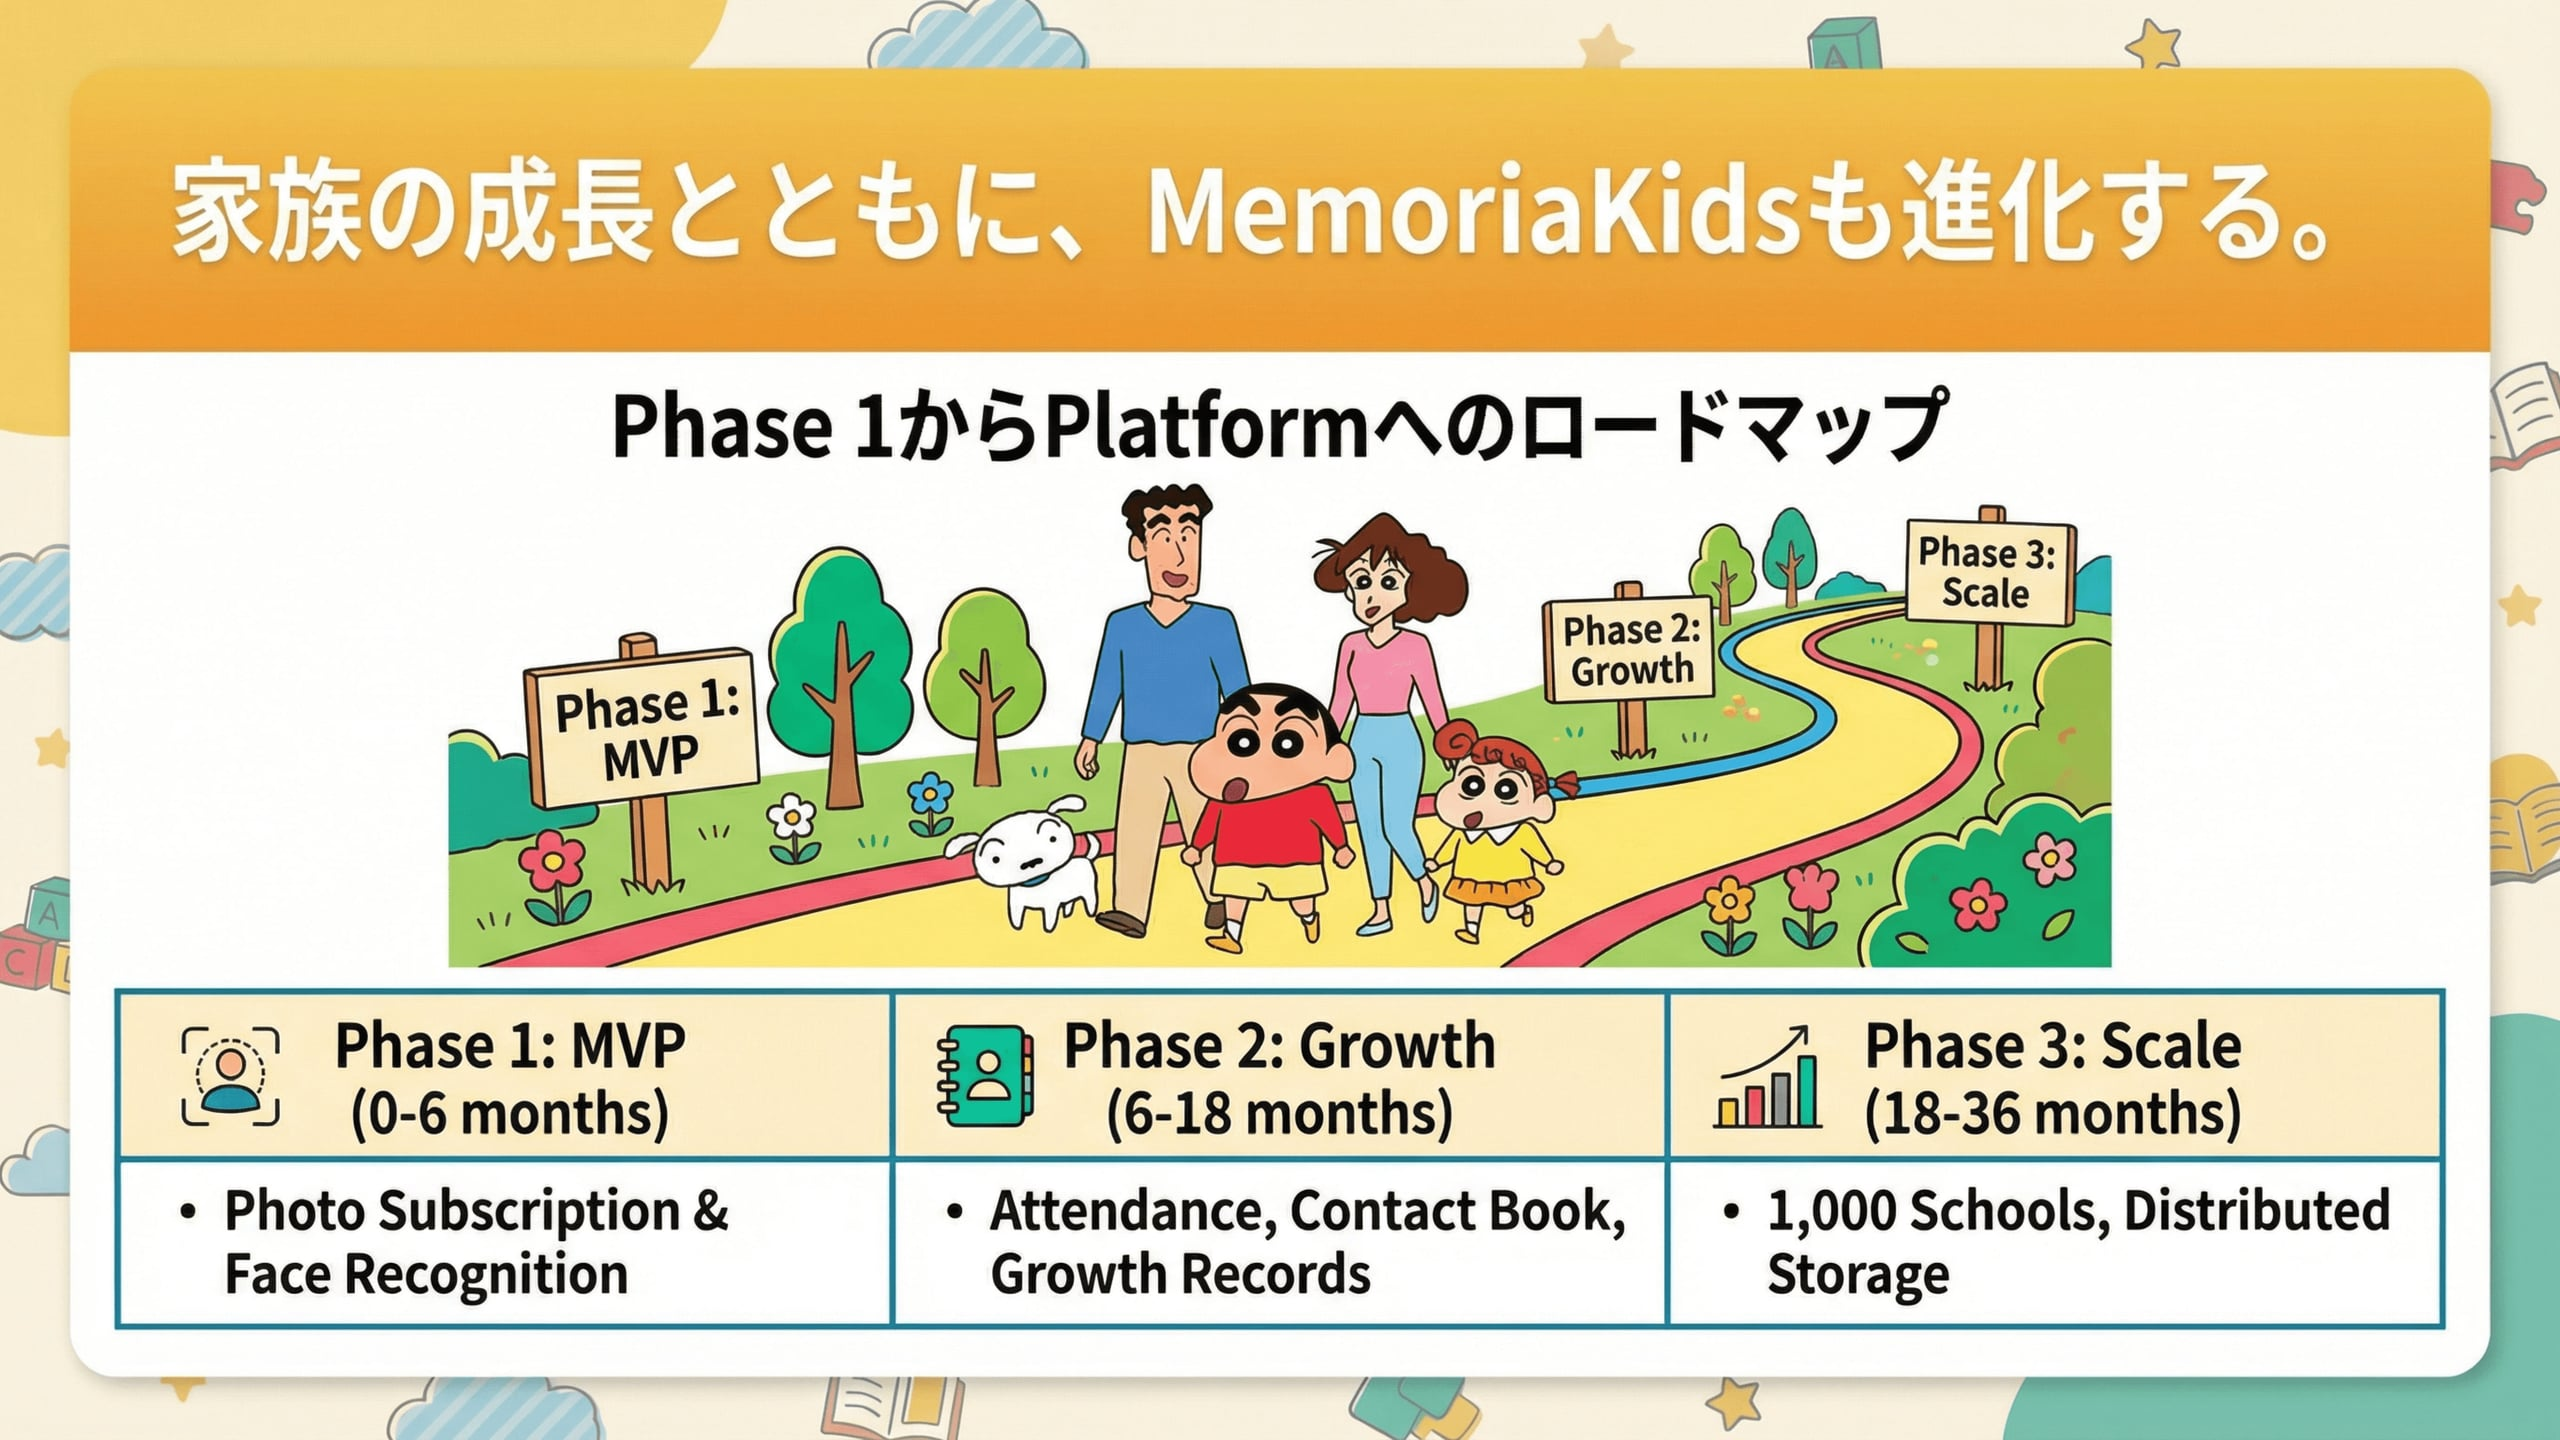 家族の成長とともに、MemoriaKidsも進化する。
Phase 1からPlatformへのロードマップ
Phase 1:
MVP
Phase 2:
Growth
Phase 3:
Scale
Phase 1: MVP
(0-6 months)
Phase 2: Growth
(6-18 months)
Phase 3: Scale
(18-36 months)
• Photo Subscription &
Face Recognition
• Attendance, Contact Book,
Growth Records
• 1,000 Schools, Distributed
Storage
A
A
C